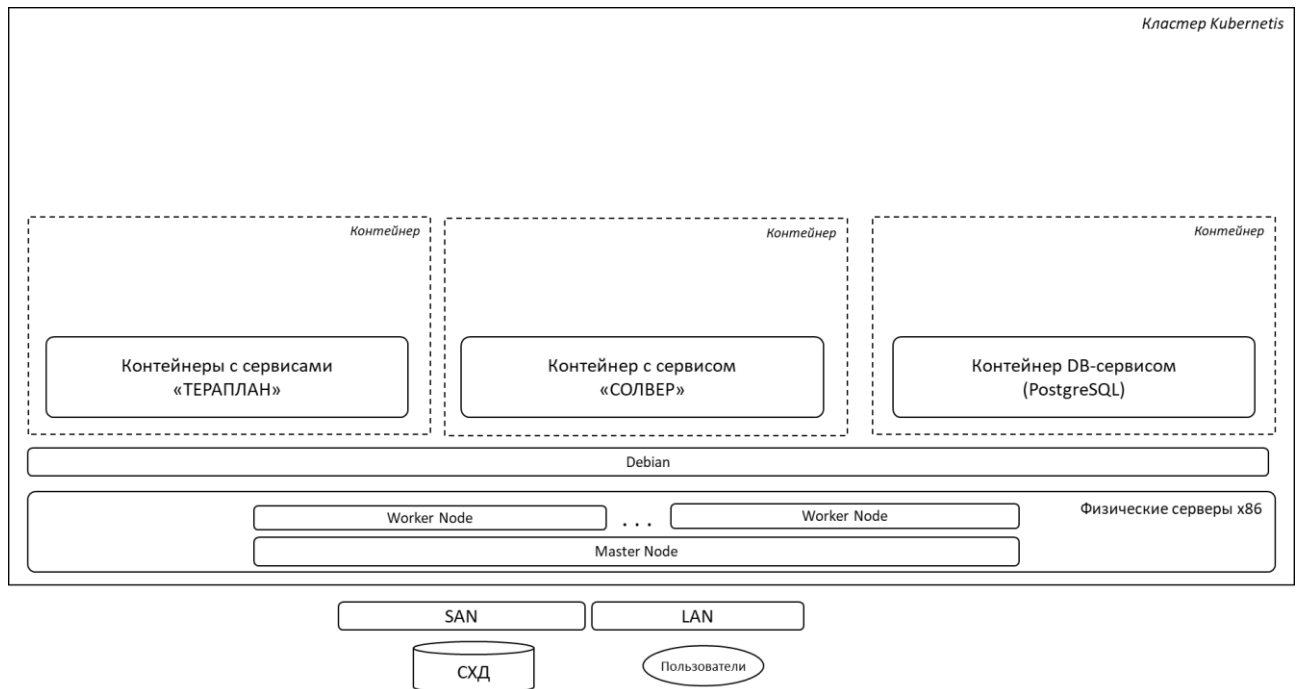 Кластер Kubernetis
Контейнер
Контейнер
Контейнер
Контейнеры с сервисами
«ТЕРАПЛАН»
Контейнер с сервисом
«СОЛВЕР»
Контейнер DB-сервисом
(PostgreSQL)
Debian
Физические серверы x86
Worker Node
. . .
Worker Node
Master Node
SAN
LAN
СХД
Пользователи